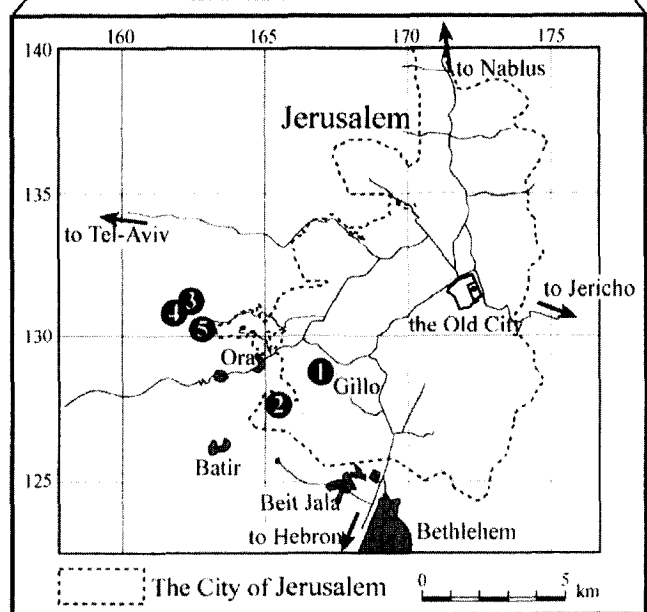 160 165 170 175
140
to Nablus
Jerusalem
135
to Tel-Aviv
3
4
to Jericho
5
130
the Old City
Ora
1
Gillo
2
Batir
125
Beit Jala
to Hebron
Bethlehem
The City of Jerusalem
0 5
km